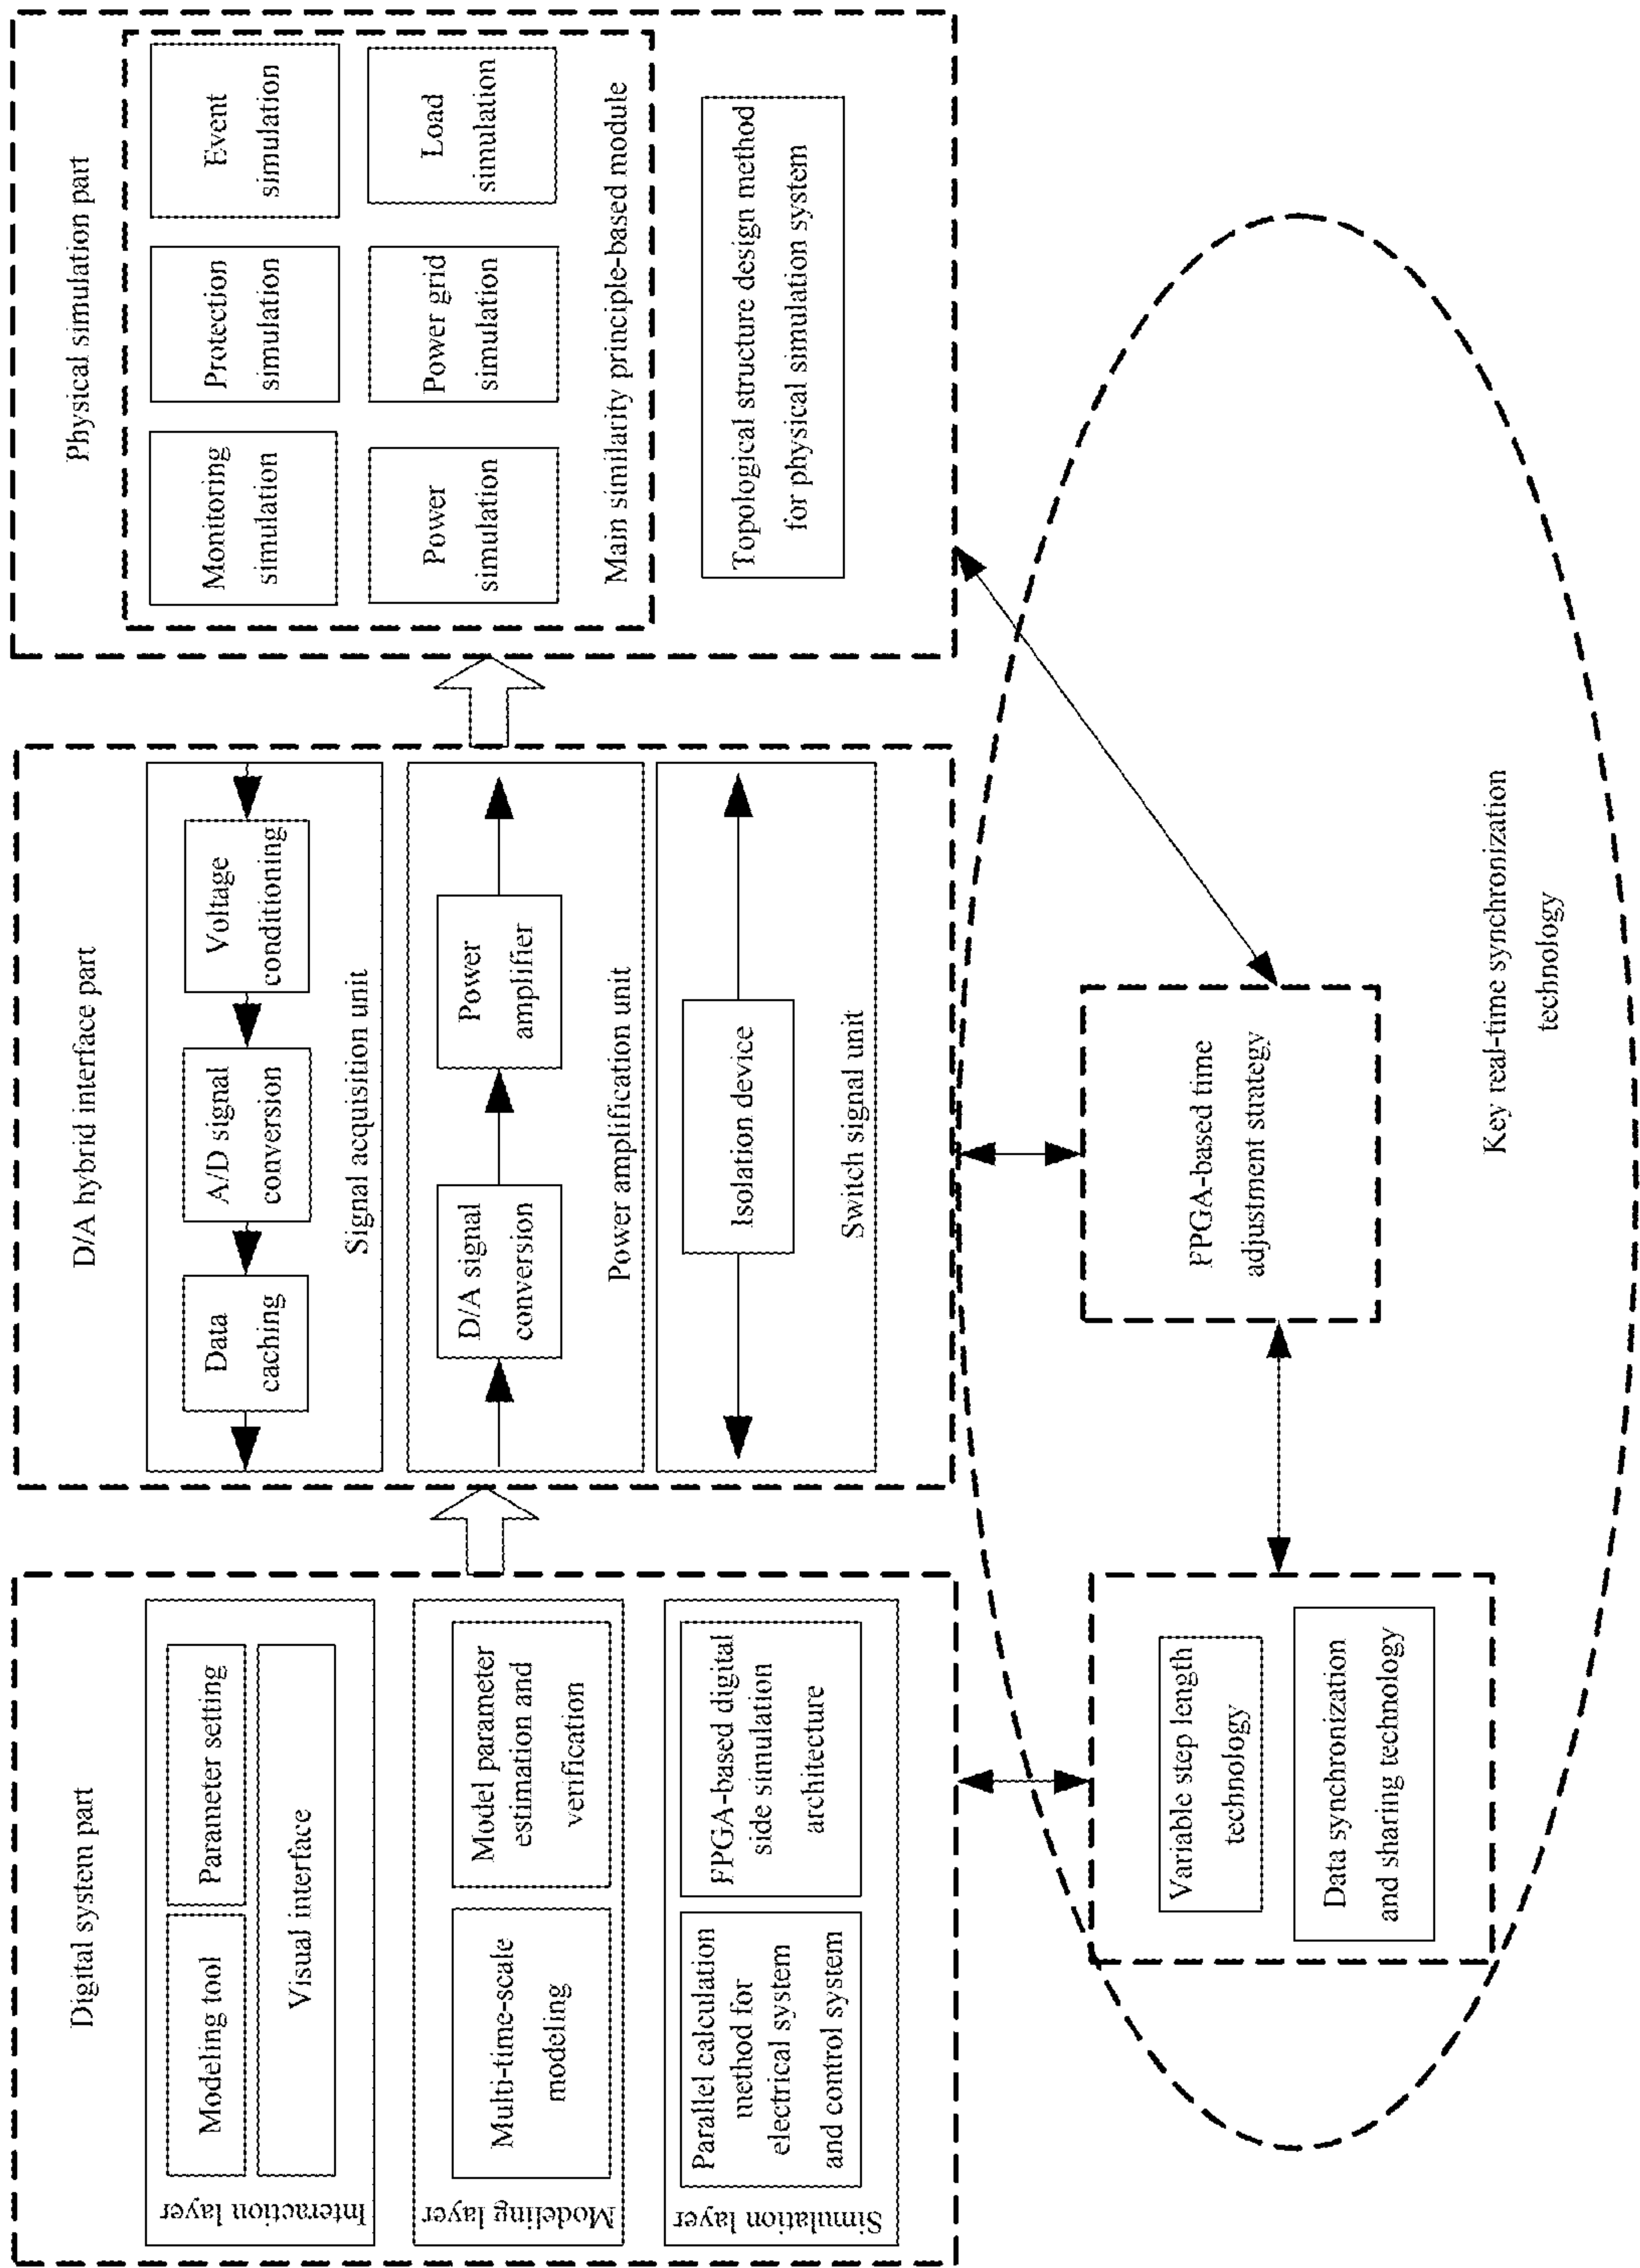 Digital system part
Interaction layer
Modeling tool
Parameter setting
Visual interface
Modeling layer
Multi-time-scale
modeling
Model parameter
estimation and
verification
Simulation layer
Parallel calculation
method for
electrical system
and control system
FPGA-based digital
side simulation
architecture
D/A hybrid interface part
Data
caching
A/D signal
conversion
Voltage
conditioning
Signal acquisition unit
D/A signal
conversion
Power
amplifier
Power amplification unit
Isolation device
Switch signal unit
Physical simulation part
Monitoring
simulation
Protection
simulation
Event
simulation
Power
simulation
Power grid
simulation
Load
simulation
Main similarity principle-based module
Topological structure design method
for physical simulation system
Variable step length
technology
Data synchronization
and sharing technology
FPGA-based time
adjustment strategy
Key real-time synchronization
technology